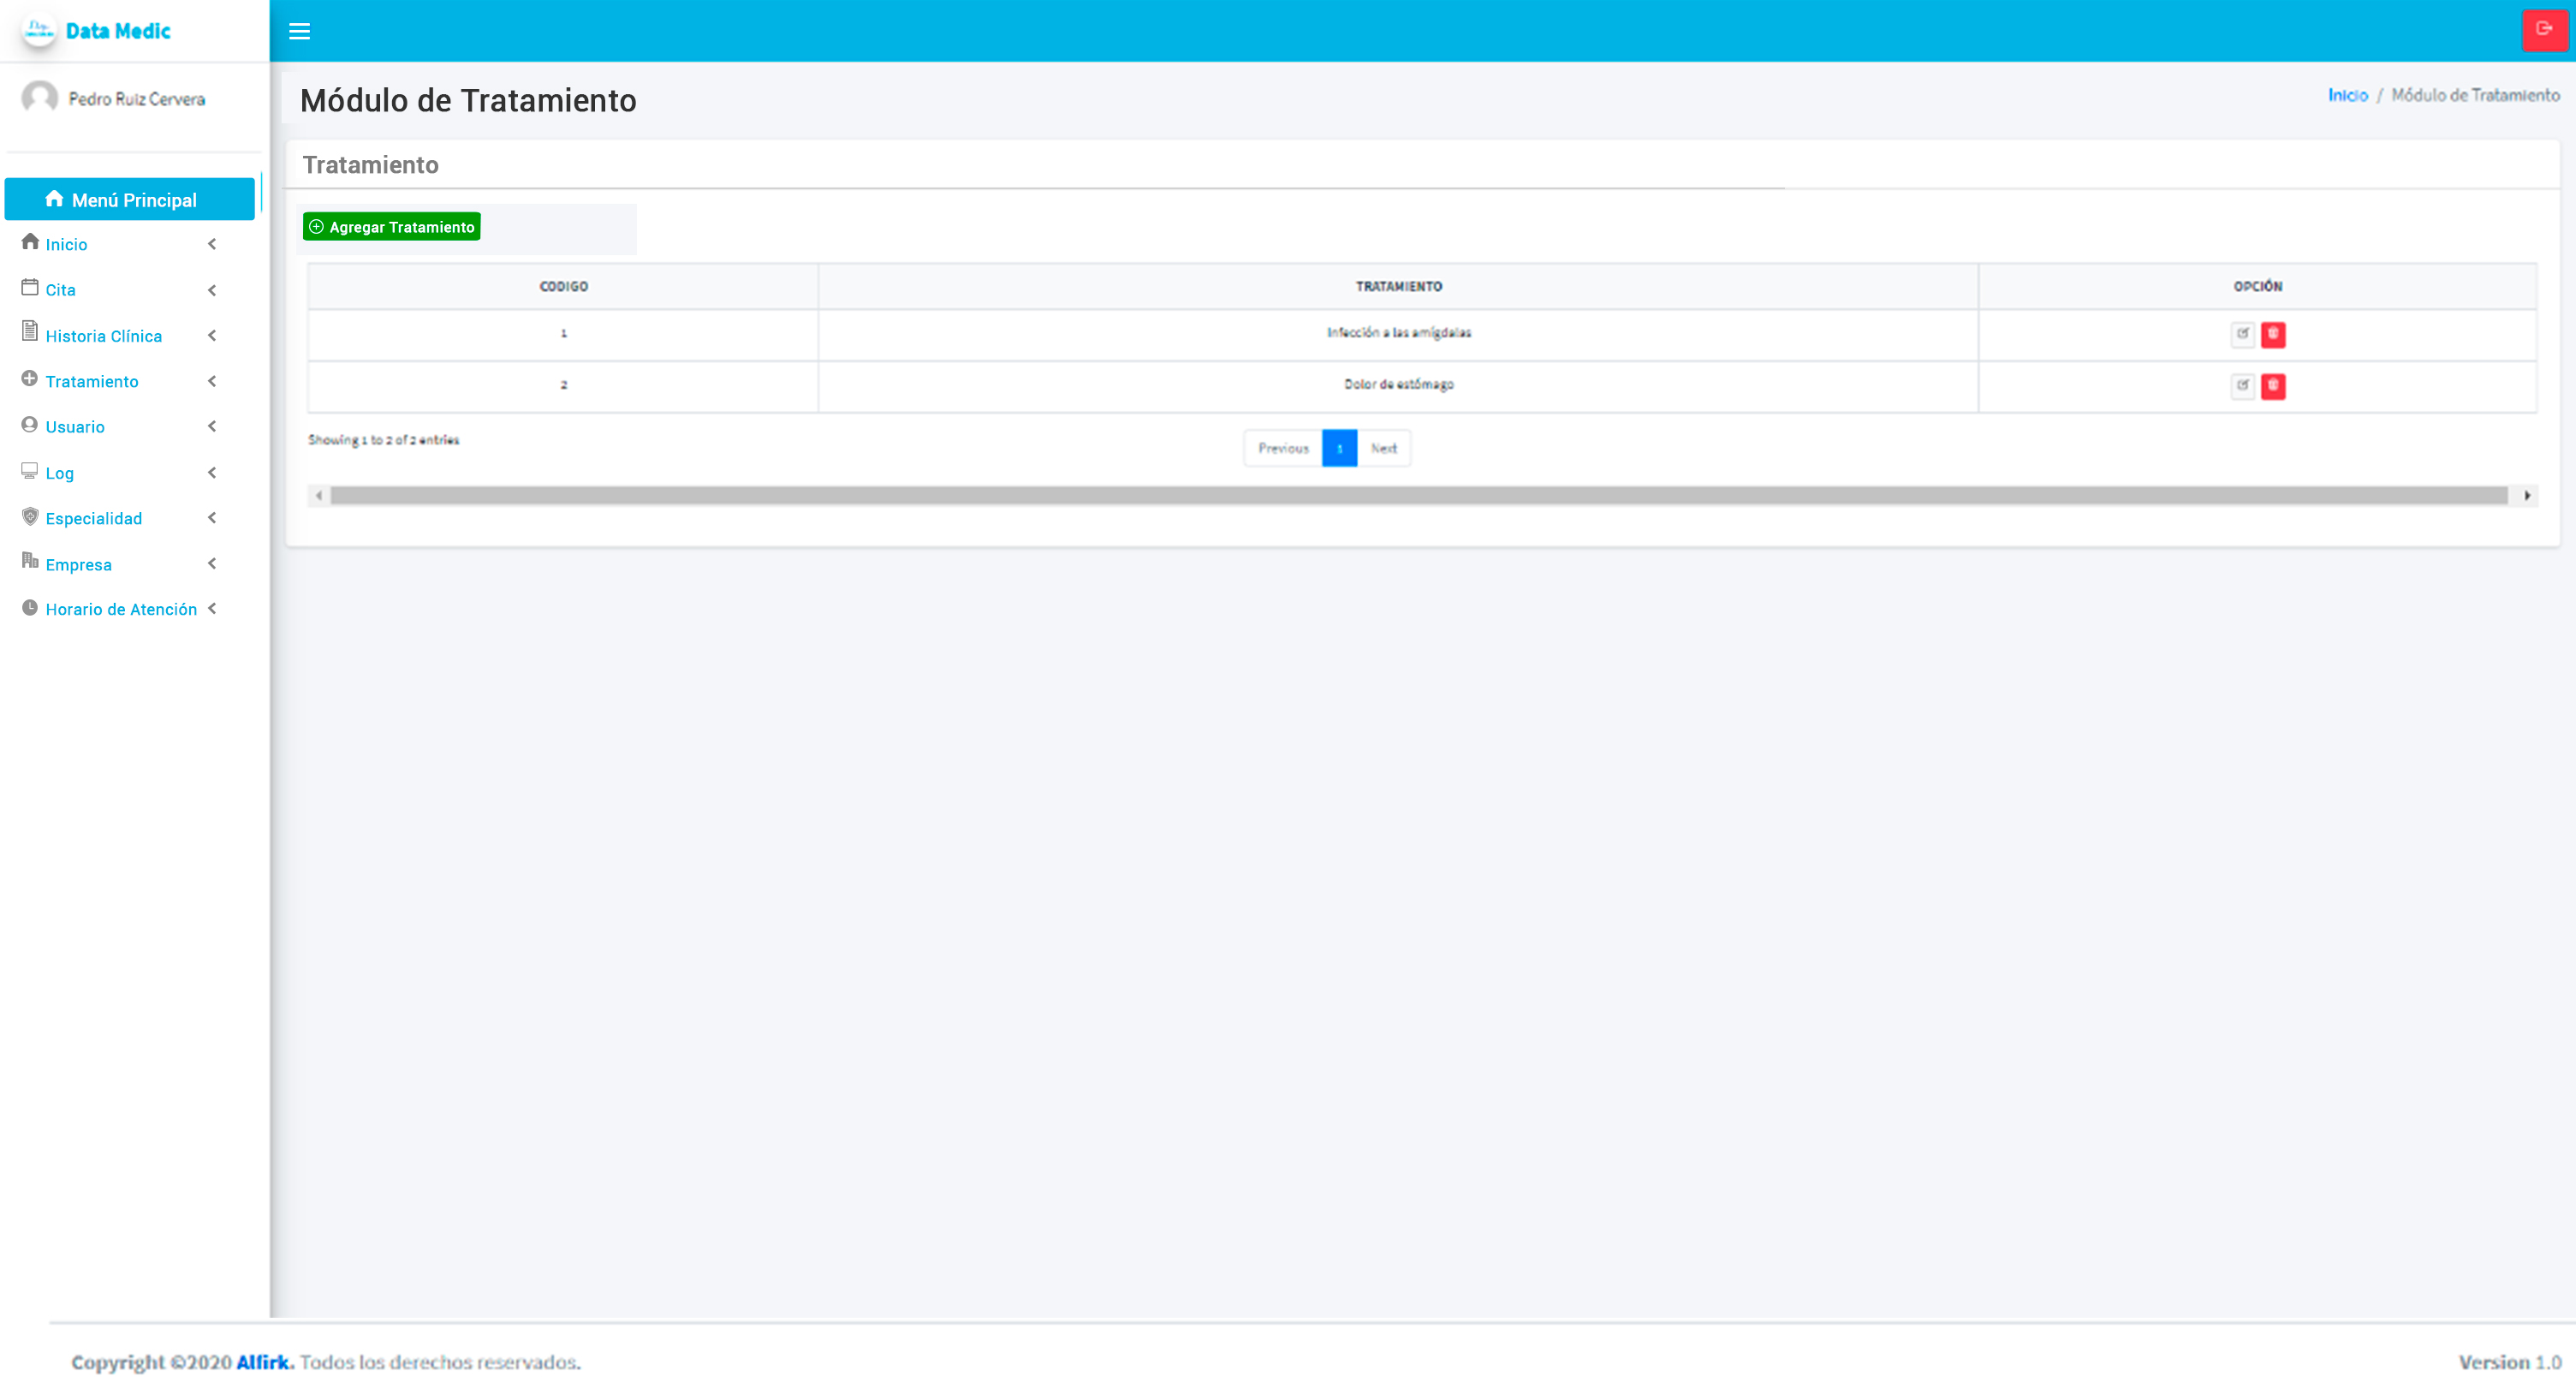 Data Medic
Pedro Ruiz Cervera
Módulo de Tratamiento
Inicio / Módulo de Tratamiento
Tratamiento
Menú Principal
Agregar Tratamiento
Inicio
Cita
Historia Clínica
Tratamiento
Usuario
Log
Especialidad
Empresa
Horario de Atención
CODIGO TRATAMIENTO OPCIÓN
1 Infección a las amígdalas
2 Dolor de estómago
Showing 1 to 2 of 2 entries
Previous 1 Next
Copyright ©2020 Alfirk. Todos los derechos reservados.
Version 1.0